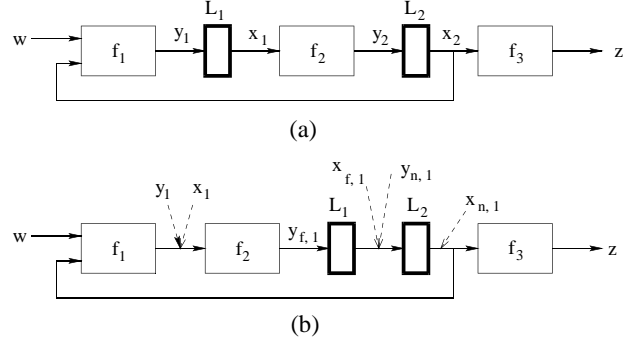 L₁ L₂
w f₁ y₁ x₁ f₂ y₂ x₂ f₃ z
(a)
y₁ x₁ x f, 1 y n, 1
L₁ L₂ x n, 1
w f₁ f₂ y f, 1 f₃ z
(b)